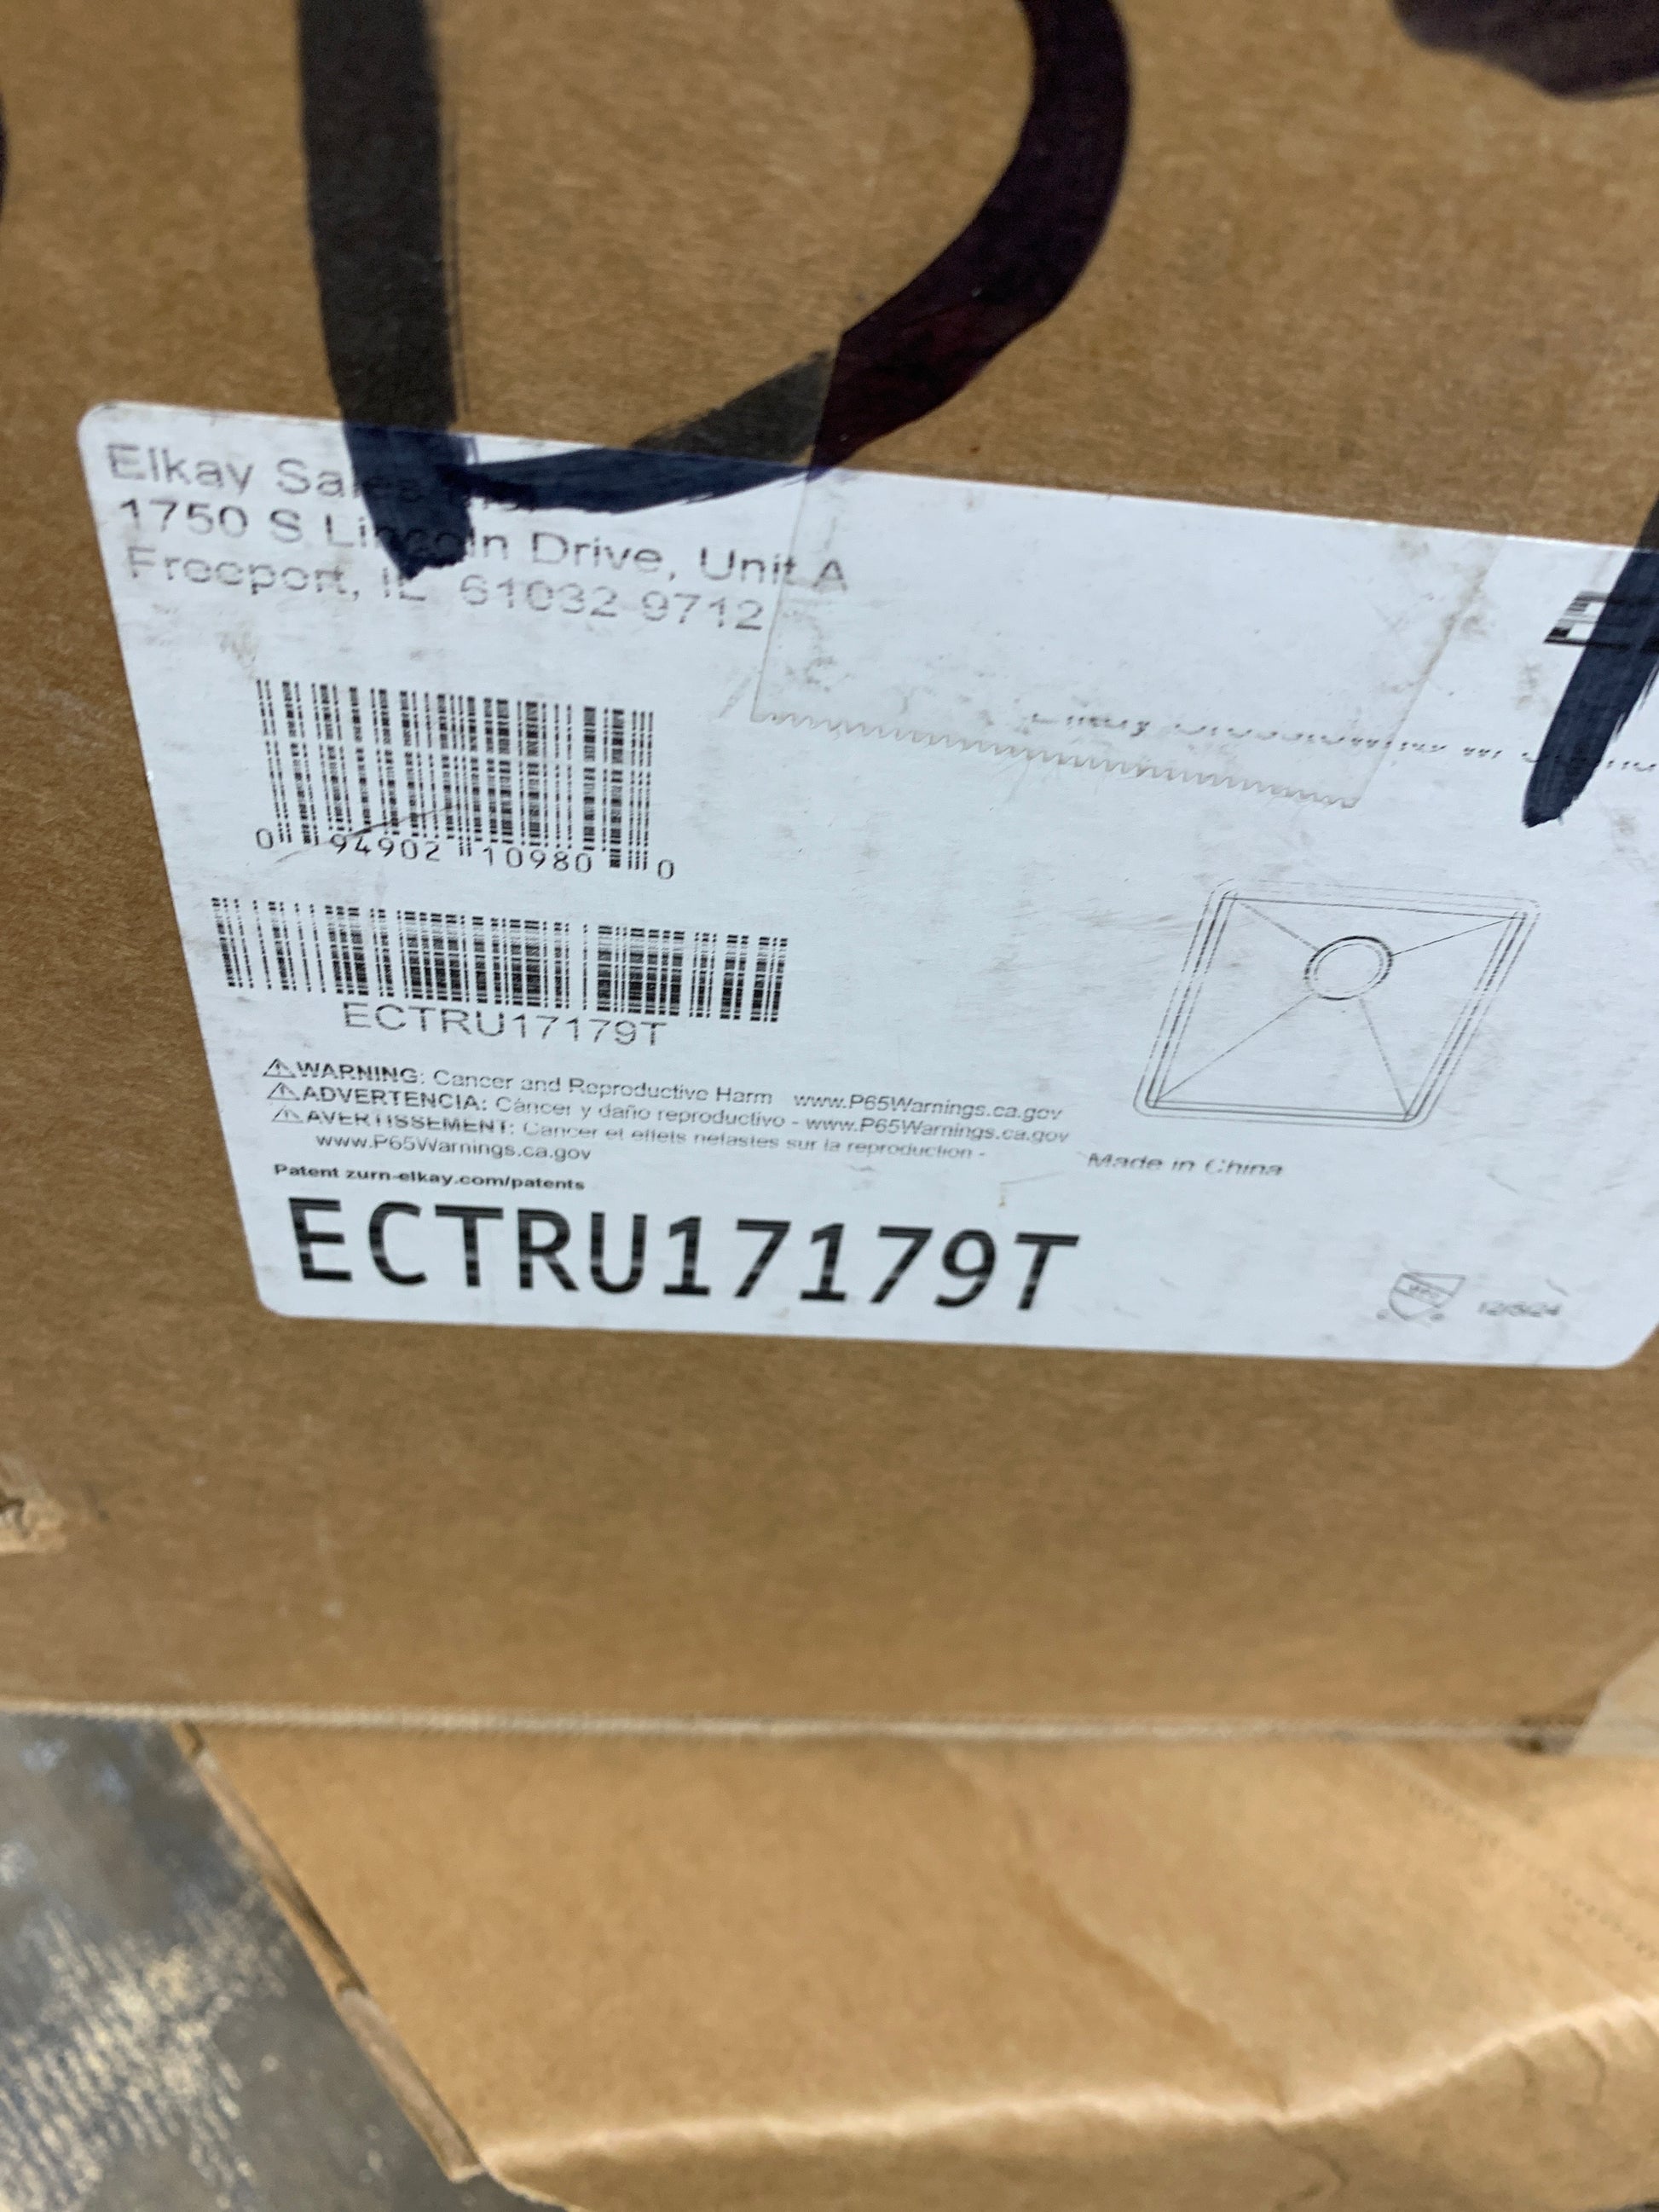 Elkay Sales
1750 S Lincoln Drive, Unit A
Freeport, IL 61032-9712
0 94902 10980 0
ECTRU17179T
WARNING: Cancer and Reproductive Harm www.P65Warnings.ca.gov
ADVERTENCIA: Cáncer y daño reproductivo - www.P65Warnings.ca.gov
AVERTISSEMENT: Cancer et effets néfastes sur la reproduction -
www.P65Warnings.ca.gov
Made in China
Patent zurn-elkay.com/patents
ECTRU17179T